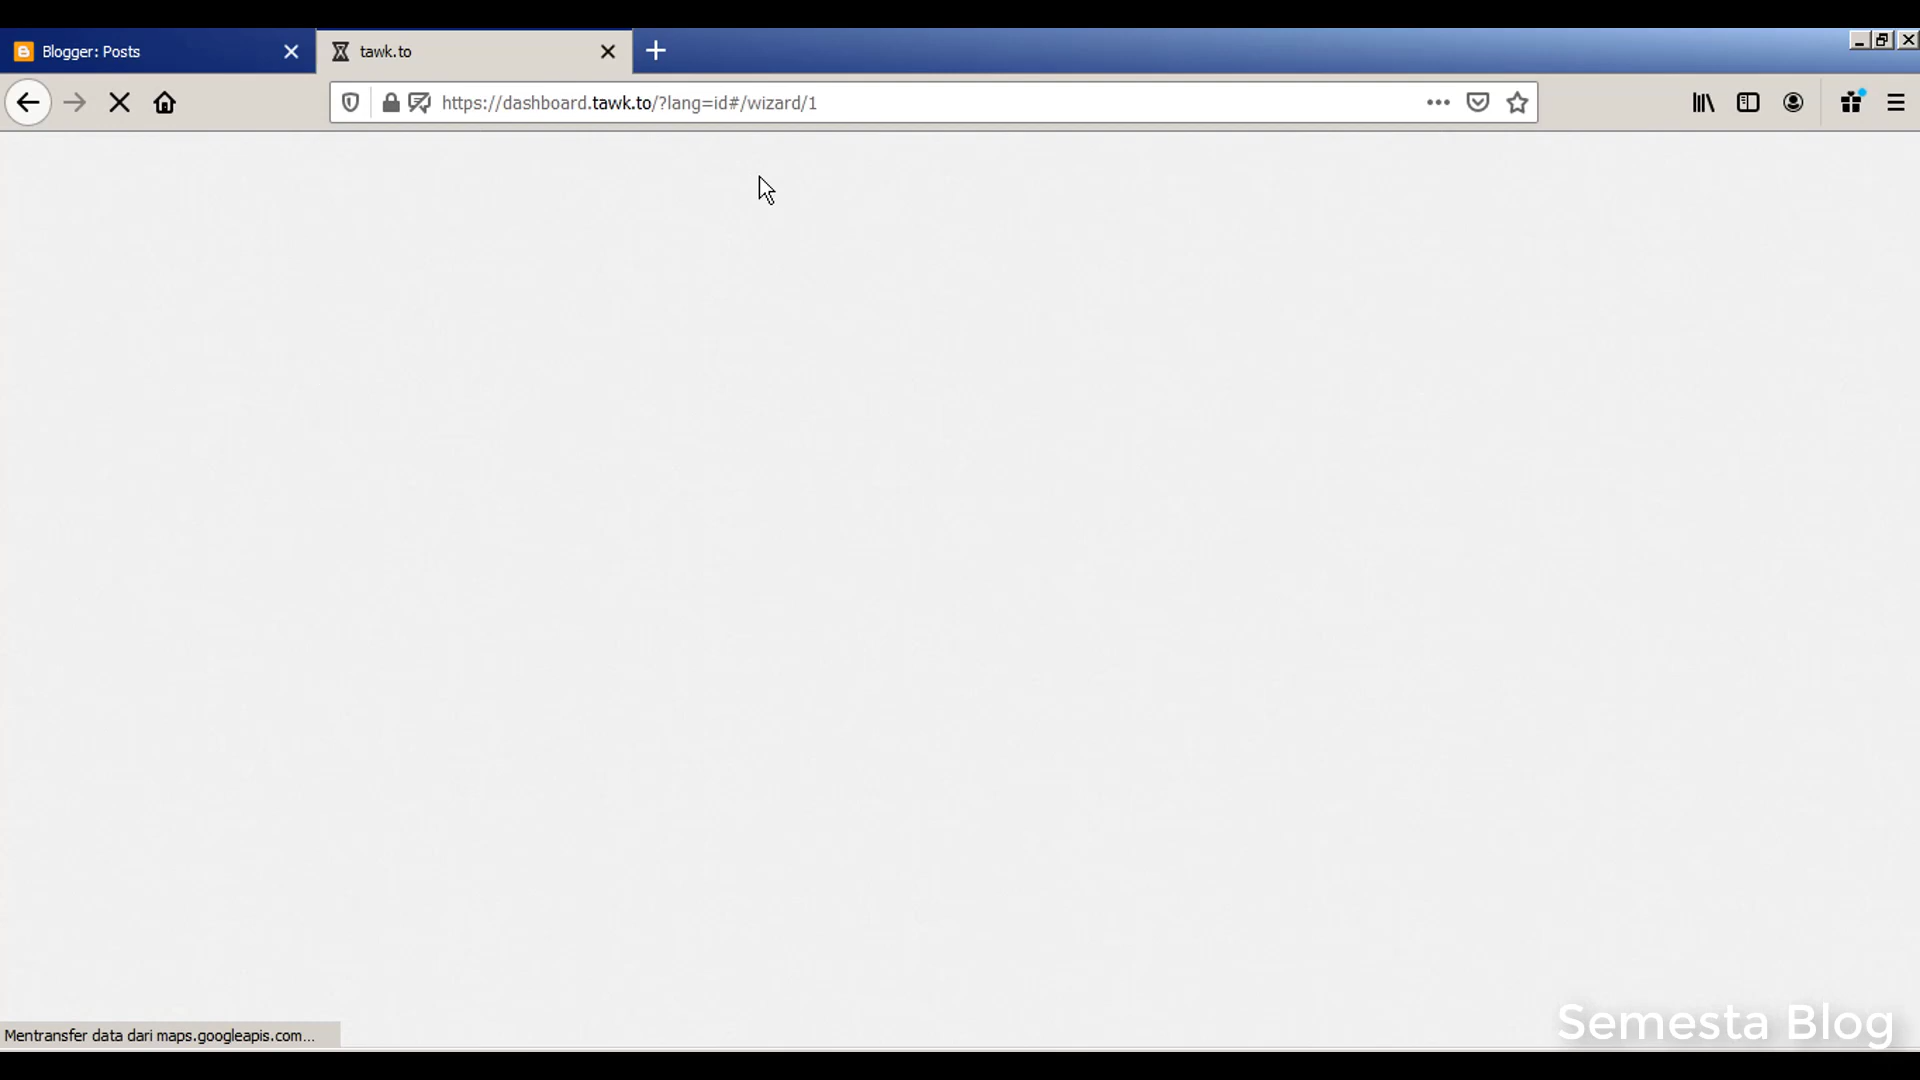 Blogger: Posts
tawk.to
https://dashboard.tawk.to/?lang=id#/wizard/1
Mentransfer data dari maps.googleapis.com...
Semesta Blog